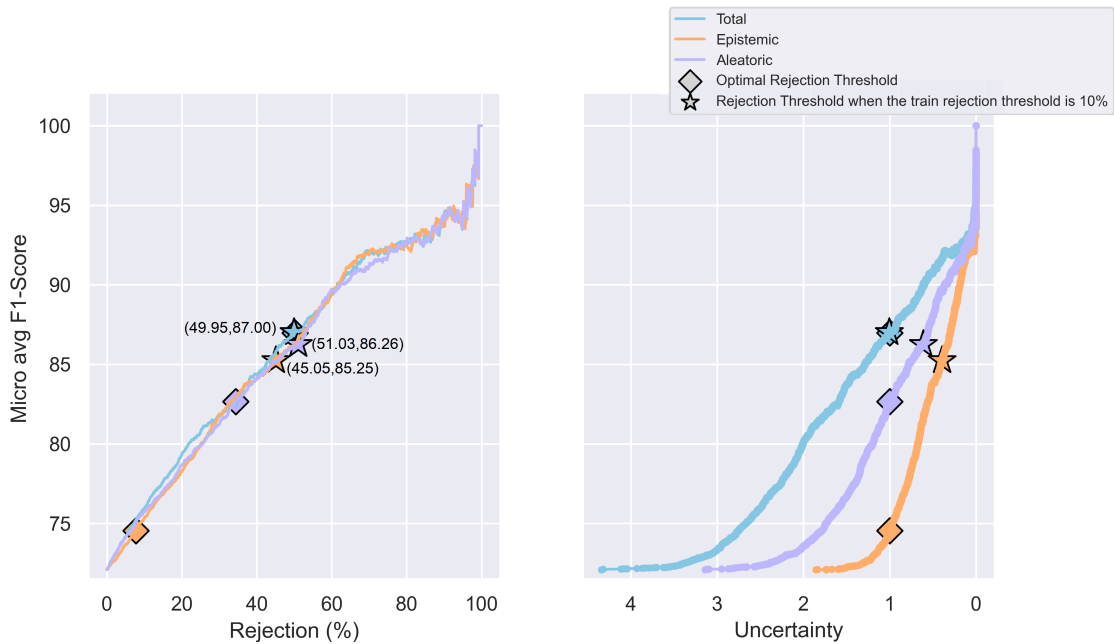 Total
Epistemic
Aleatoric
Optimal Rejection Threshold
Rejection Threshold when the train rejection threshold is 10%
Micro avg F1-Score
100
95
90
85
80
75
(49.95,87.00)
(51.03,86.26)
(45.05,85.25)
0 20 40 60 80 100
Rejection (%)
4 3 2 1 0
Uncertainty